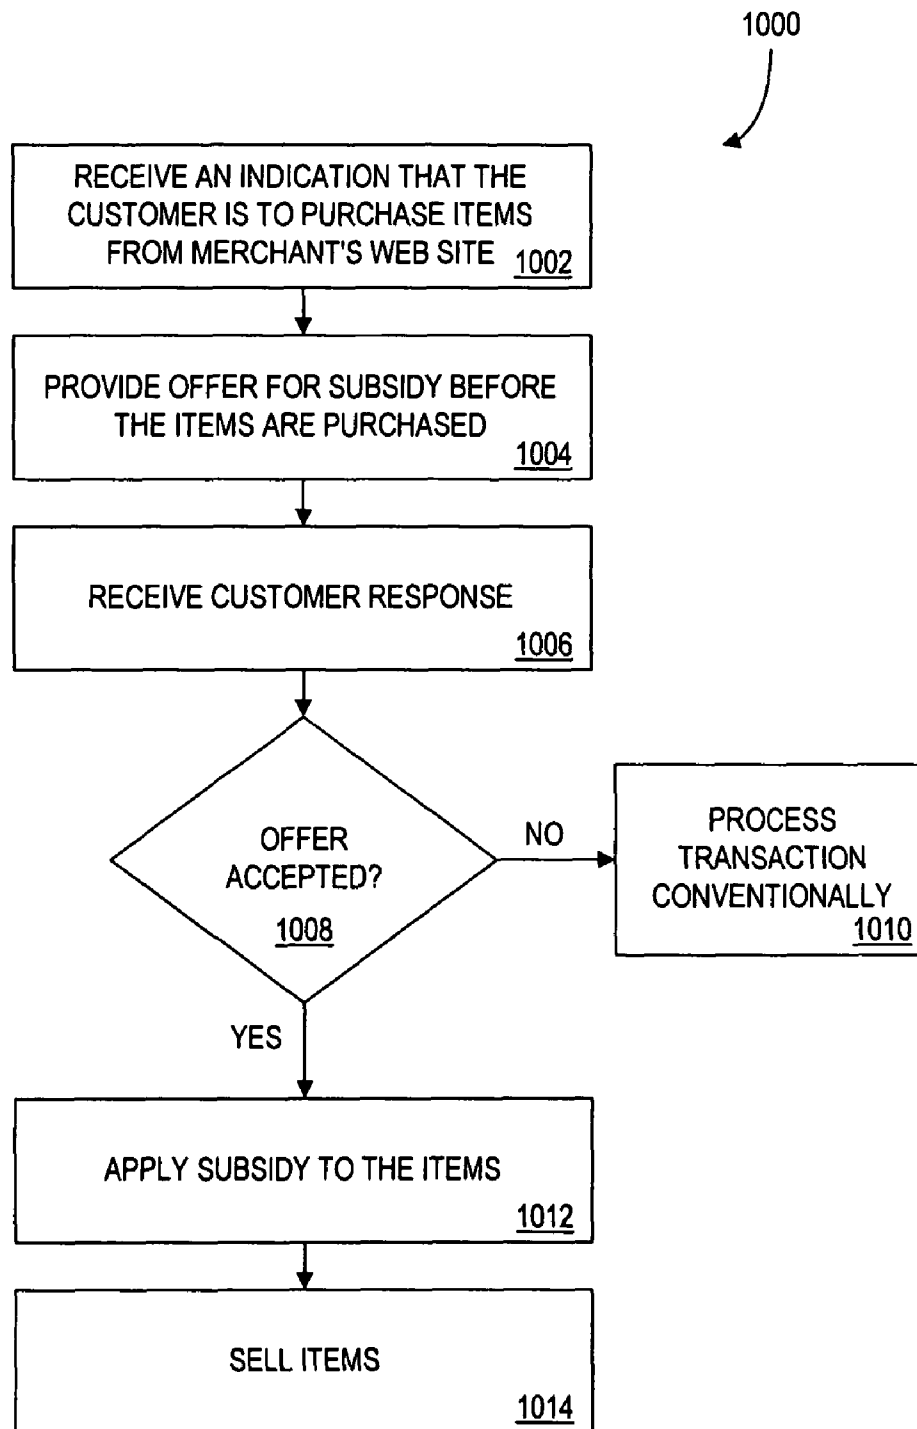 1000
RECEIVE AN INDICATION THAT THE
CUSTOMER IS TO PURCHASE ITEMS
FROM MERCHANT'S WEB SITE
1002
PROVIDE OFFER FOR SUBSIDY BEFORE
THE ITEMS ARE PURCHASED
1004
RECEIVE CUSTOMER RESPONSE
1006
OFFER
ACCEPTED?
1008
NO
PROCESS
TRANSACTION
CONVENTIONALLY
1010
YES
APPLY SUBSIDY TO THE ITEMS
1012
SELL ITEMS
1014